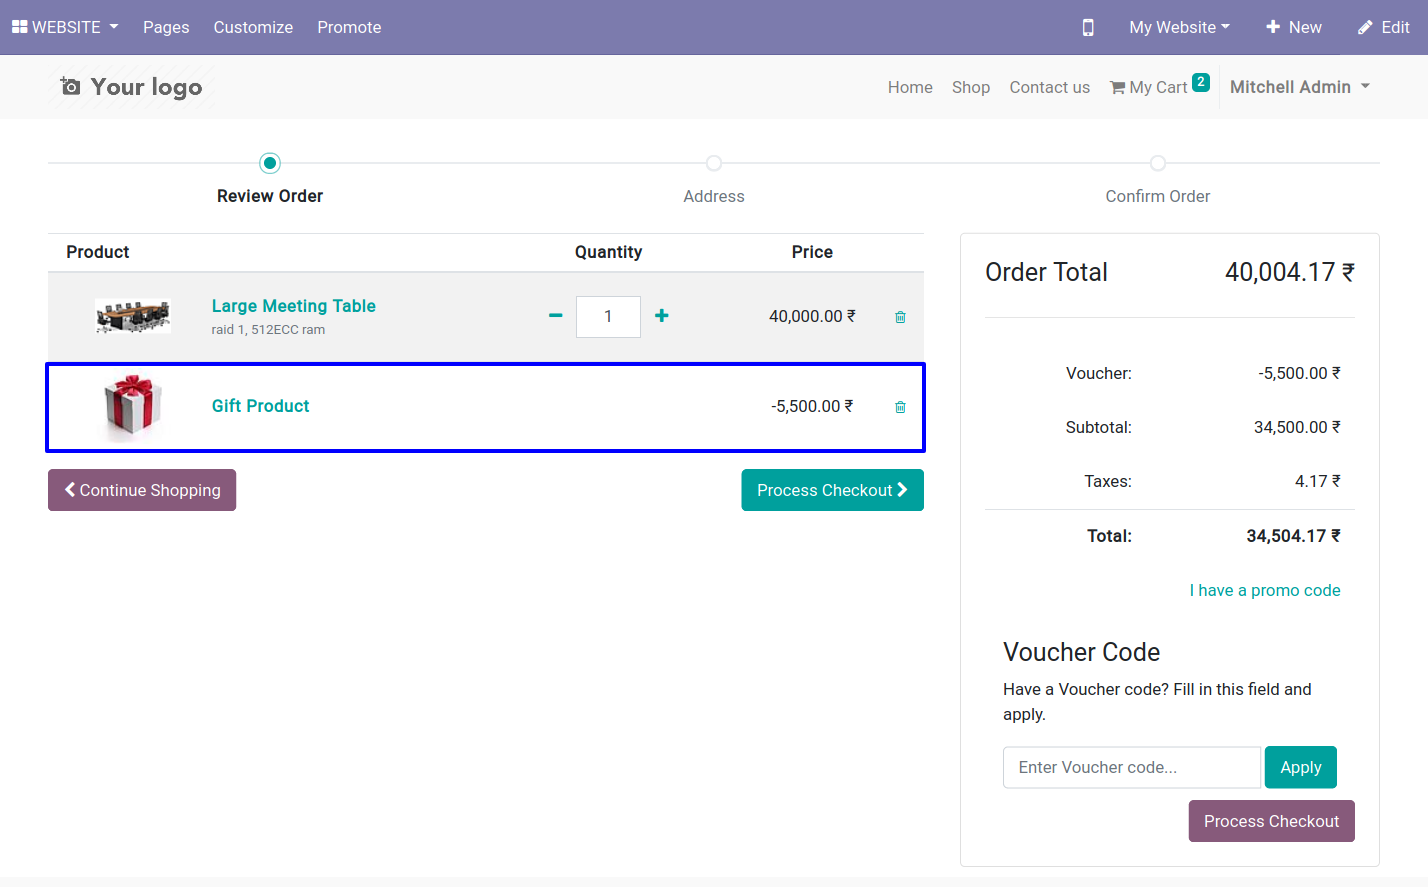 WEBSITE Pages Customize Promote My Website New Edit
Your logo Home Shop Contact us My Cart 2 Mitchell Admin
Review Order Address Confirm Order
Product Quantity Price
Large Meeting Table
raid 1, 512ECC ram
1 40,000.00 ₹
Gift Product -5,500.00 ₹
Continue Shopping Process Checkout
Order Total 40,004.17 ₹
Voucher: -5,500.00 ₹
Subtotal: 34,500.00 ₹
Taxes: 4.17 ₹
Total: 34,504.17 ₹
I have a promo code
Voucher Code
Have a Voucher code? Fill in this field and
apply.
Enter Voucher code... Apply
Process Checkout